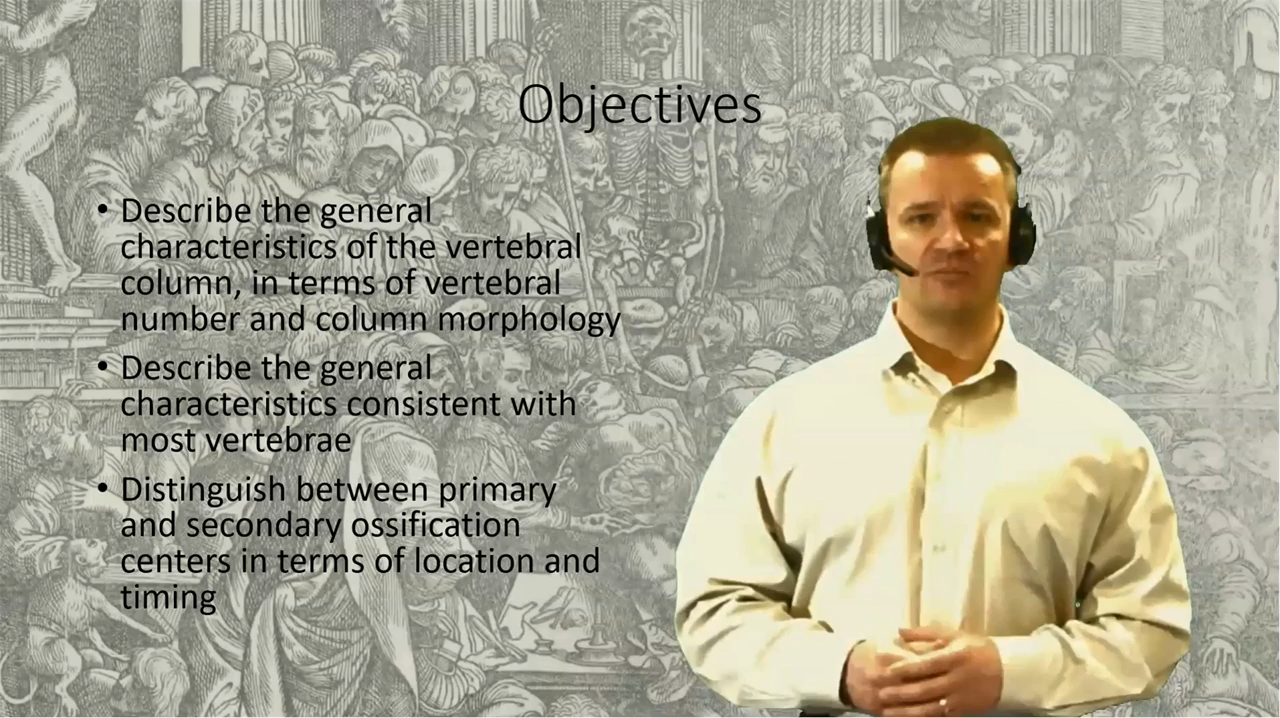 Objectives
• Describe the general
characteristics of the vertebral
column, in terms of vertebral
number and column morphology
• Describe the general
characteristics consistent with
most vertebrae
• Distinguish between primary
and secondary ossification
centers in terms of location and
timing